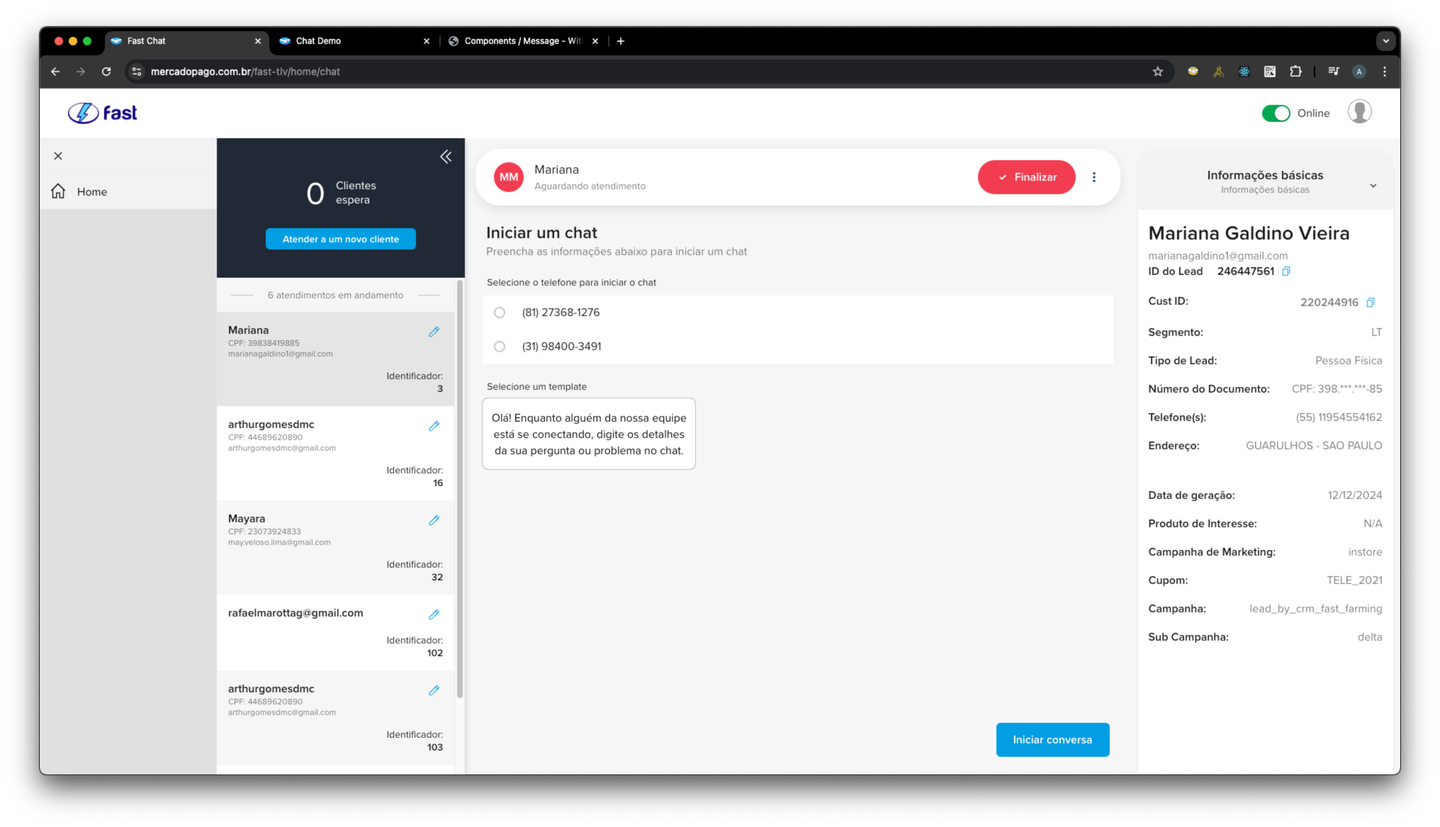 Fast Chat
Chat Demo
Components / Message - Wit
mercadopago.com.br/fast-tlv/home/chat
A
fast
Online
Home
0 Clientes
espera
Atender a um novo cliente
6 atendimentos em andamento
Mariana
CPF: 39838419885
marianagaldino1@gmail.com
Identificador:
3
arthurgomesdmc
CPF: 44689620890
arthurgomesdmc@gmail.com
Identificador:
16
Mayara
CPF: 23073924833
may.veloso.lima@gmail.com
Identificador:
32
rafaelmarottag@gmail.com
Identificador:
102
arthurgomesdmc
CPF: 44689620890
arthurgomesdmc@gmail.com
Identificador:
103
MM
Mariana
Aguardando atendimento
Finalizar
Iniciar um chat
Preencha as informações abaixo para iniciar um chat
Selecione o telefone para iniciar o chat
(81) 27368-1276
(31) 98400-3491
Selecione um template
Olá! Enquanto alguém da nossa equipe
está se conectando, digite os detalhes
da sua pergunta ou problema no chat.
Iniciar conversa
Informações básicas
Informações básicas
Mariana Galdino Vieira
marianagaldino1@gmail.com
ID do Lead 246447561
Cust ID: 220244916
Segmento: LT
Tipo de Lead: Pessoa Física
Número do Documento: CPF: 398.***.***-85
Telefone(s): (55) 11954554162
Endereço: GUARULHOS - SAO PAULO
Data de geração: 12/12/2024
Produto de Interesse: N/A
Campanha de Marketing: instore
Cupom: TELE_2021
Campanha: lead_by_crm_fast_farming
Sub Campanha: delta